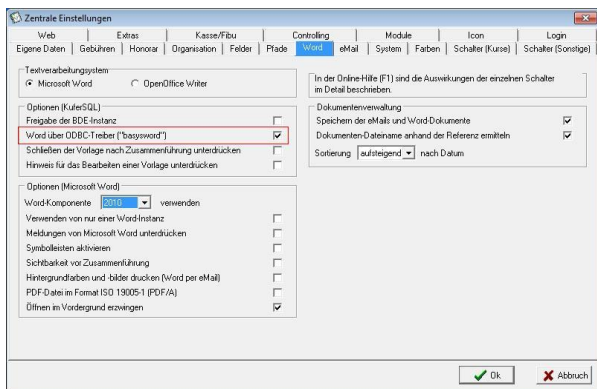 Zentrale Einstellungen
Web Extras Kasse/Fibu Controlling Module Icon Login
Eigene Daten Gebühren Honorar Organisation Felder Pfade Word eMail System Farben Schalter (Kurse) Schalter (Sonstige)
Textverarbeitungsystem
Microsoft Word OpenOffice Writer
Optionen (KuferSQL)
Freigabe der BDE-Instanz
Word über ODBC-Treiber ("basysword")
Schließen der Vorlage nach Zusammenführung unterdrücken
Hinweis für das Bearbeiten einer Vorlage unterdrücken
Optionen (Microsoft Word)
Word-Komponente 2010 verwenden
Verwenden von nur einer Word-Instanz
Meldungen von Microsoft Word unterdrücken
Symbolleisten aktivieren
Sichtbarkeit vor Zusammenführung
Hintergrundfarben und -bilder drucken (Word per eMail)
PDF-Datei im Format ISO 19005-1 (PDF/A)
Öffnen im Vordergrund erzwingen
In der Online-Hilfe (F1) sind die Auswirkungen der einzelnen Schalter
im Detail beschrieben.
Dokumentenverwaltung
Speichern der eMails und Word-Dokumente
Dokumenten-Dateiname anhand der Referenz ermitteln
Sortierung aufsteigend nach Datum
Ok Abbruch